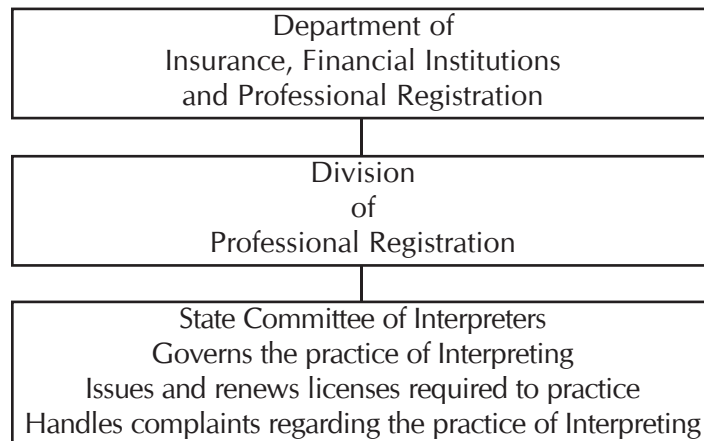 Department of
Insurance, Financial Institutions
and Professional Registration
Division
of
Professional Registration
State Committee of Interpreters
Governs the practice of Interpreting
Issues and renews licenses required to practice
Handles complaints regarding the practice of Interpreting